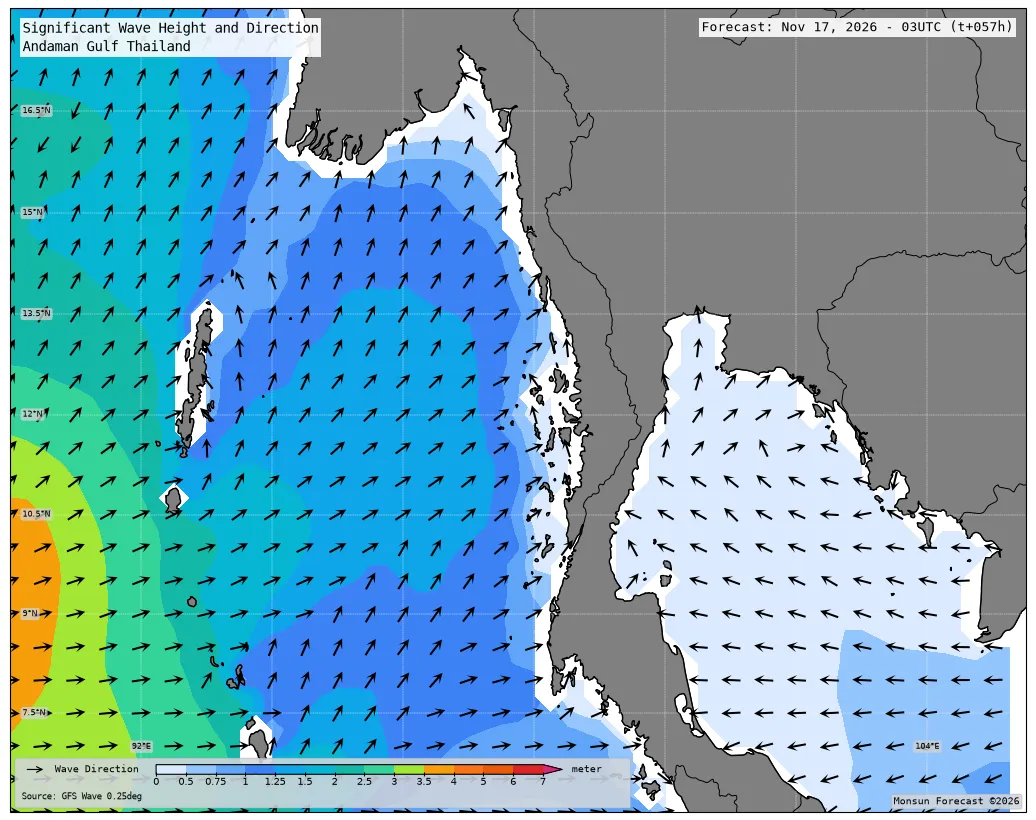 Significant Wave Height and Direction
Andaman Gulf Thailand
Forecast: Nov 17, 2026 - 03UTC (t+057h)
16.5°N
15°N
13.5°N
12°N
10.5°N
9°N
7.5°N
92°E
104°E
Wave Direction
0 0.5 0.75 1 1.25 1.5 2 2.5 3 3.5 4 5 6 7
meter
Source: GFS Wave 0.25deg
Monsun Forecast ©2026